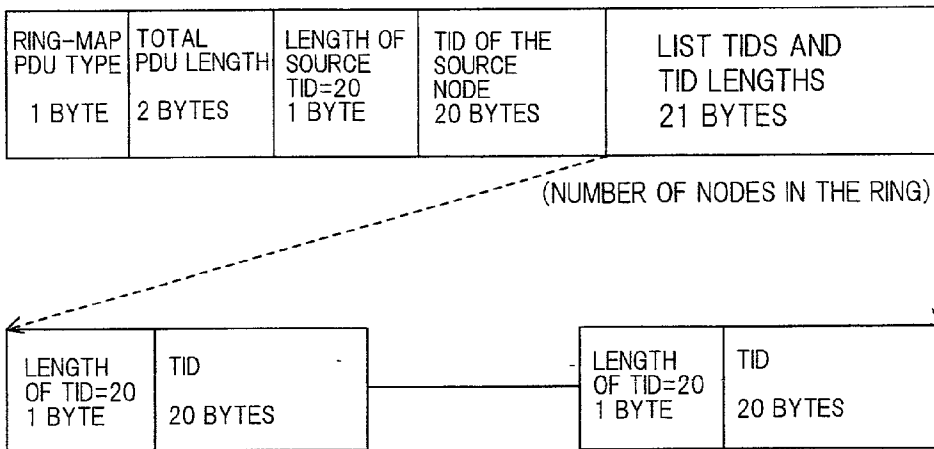 RING-MAP
PDU TYPE
1 BYTE
TOTAL
PDU LENGTH
2 BYTES
LENGTH OF
SOURCE
TID=20
1 BYTE
TID OF THE
SOURCE
NODE
20 BYTES
LIST TIDS AND
TID LENGTHS
21 BYTES
(NUMBER OF NODES IN THE RING)
LENGTH
OF TID=20
1 BYTE
TID
20 BYTES
LENGTH
OF TID=20
1 BYTE
TID
20 BYTES